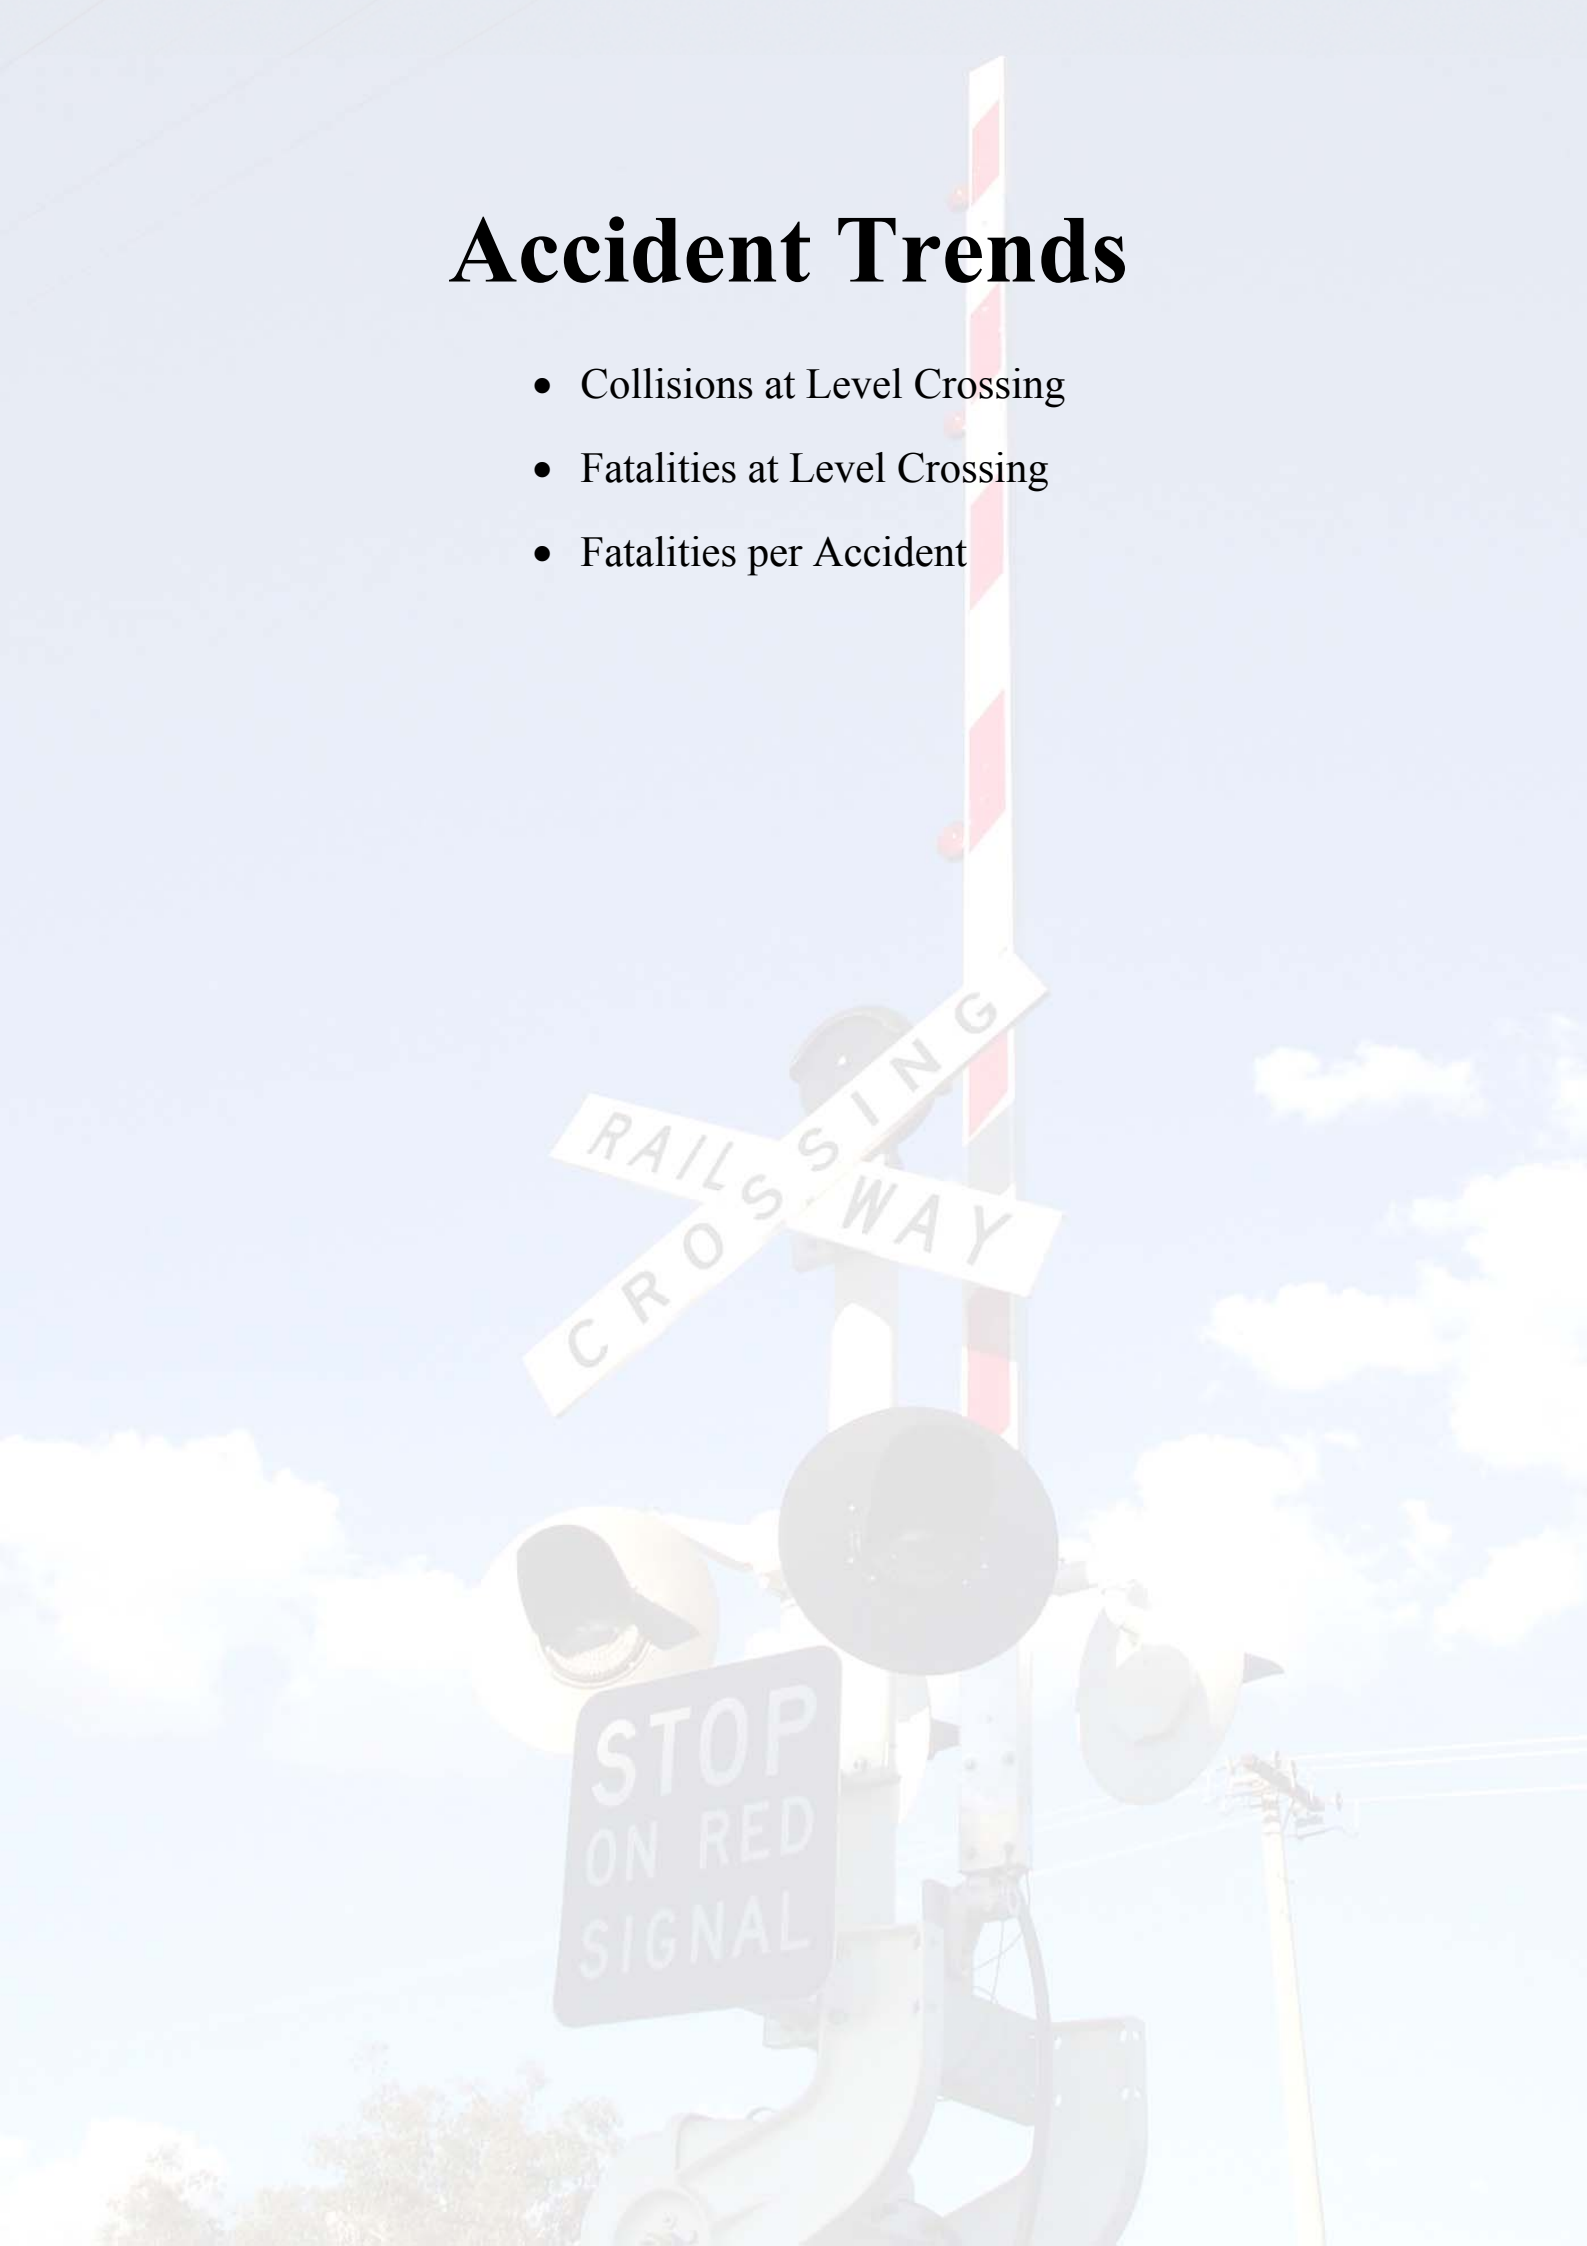 Accident Trends
• Collisions at Level Crossing
• Fatalities at Level Crossing
• Fatalities per Accident
RAILWAY
CROSSING
STOP
ON RED
SIGNAL